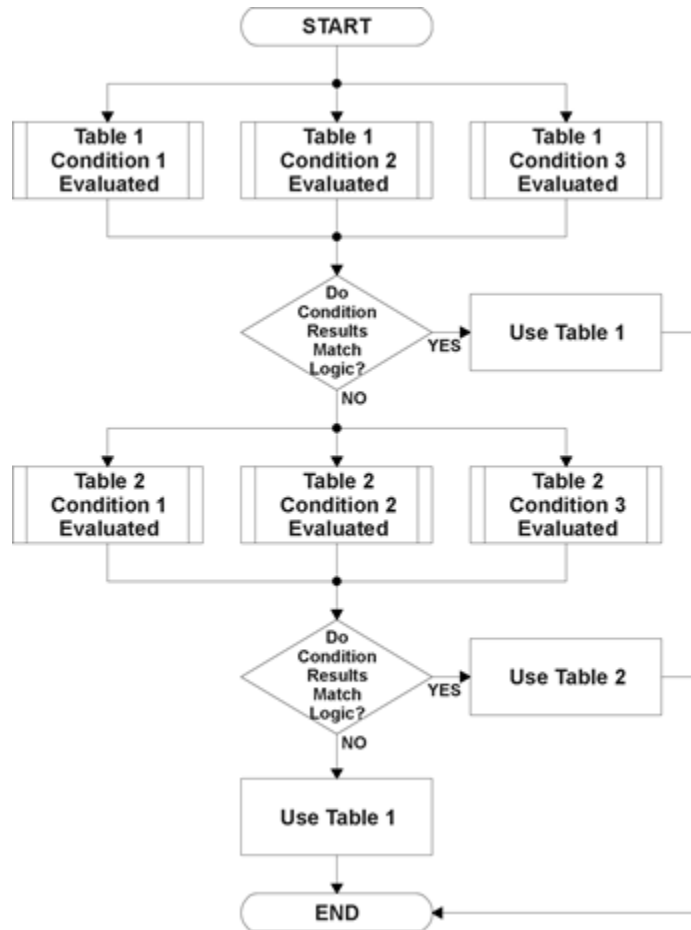 START
Table 1
Condition 1
Evaluated
Table 1
Condition 2
Evaluated
Table 1
Condition 3
Evaluated
Do
Condition
Results
Match
Logic?
YES
Use Table 1
NO
Table 2
Condition 1
Evaluated
Table 2
Condition 2
Evaluated
Table 2
Condition 3
Evaluated
Do
Condition
Results
Match
Logic?
YES
Use Table 2
NO
Use Table 1
END